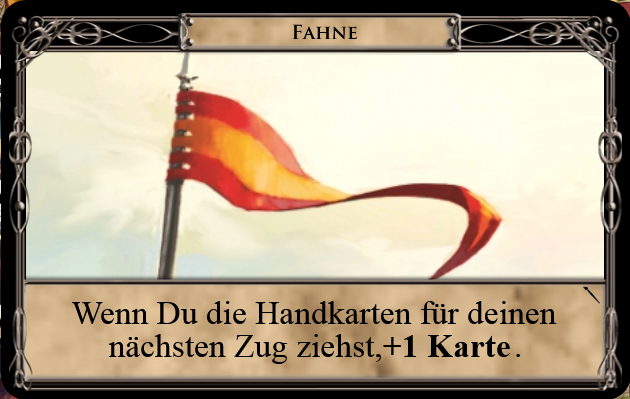 Fahne
Wenn Du die Handkarten für deinen
nächsten Zug ziehst,+1 Karte.